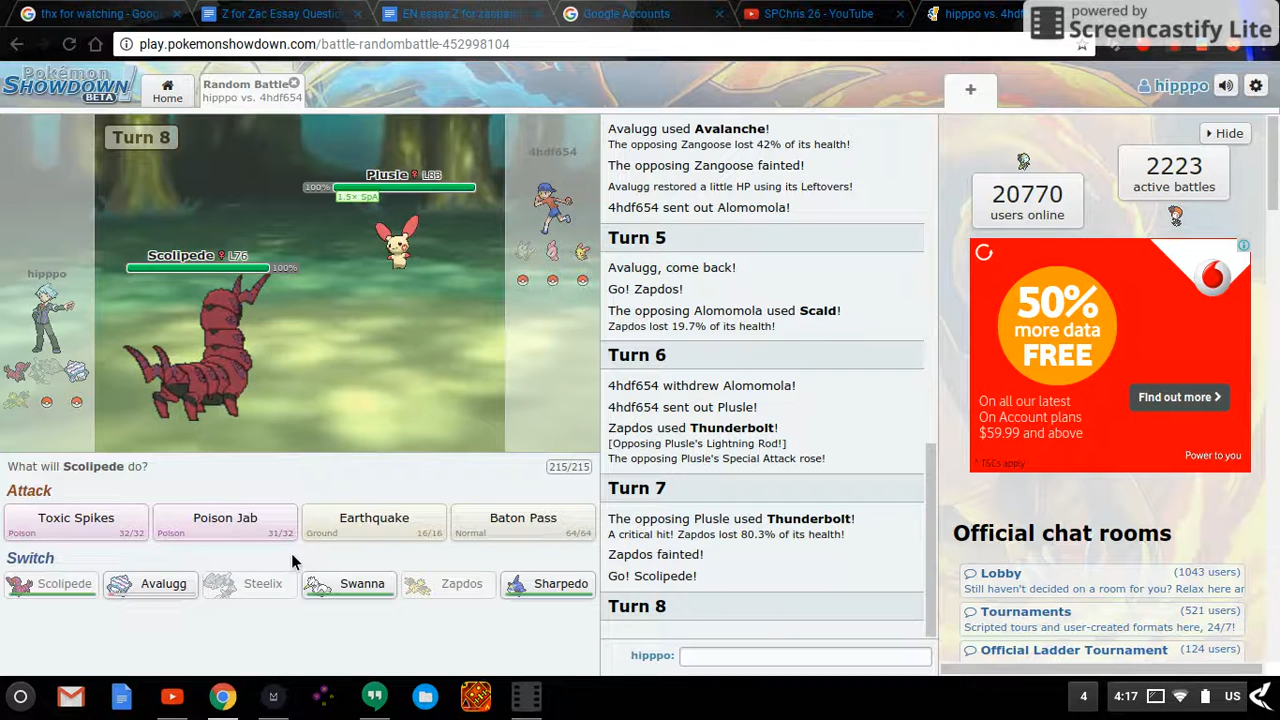 thx for watching - Goog
Z for Zac Essay Questi
EN essay Z for zac
Google Accounts
SPChris 26 - YouTube
hipppo vs. 4hdf
powered by
Screencastify Lite
play.pokemonshowdown.com/battle-randombattle-452998104
Pokémon
SHOWDOWN
BETA
Home
Random Battle
hipppo vs. 4hdf654
+
hipppo
Turn 8
4hdf654
Plusle ♀ L83
100%
1.5× SpA
hipppo
Scolipede ♀ L76
100%
Avalugg used Avalanche!
The opposing Zangoose lost 42% of its health!
The opposing Zangoose fainted!
Avalugg restored a little HP using its Leftovers!
4hdf654 sent out Alomomola!
Turn 5
Avalugg, come back!
Go! Zapdos!
The opposing Alomomola used Scald!
Zapdos lost 19.7% of its health!
Turn 6
4hdf654 withdrew Alomomola!
4hdf654 sent out Plusle!
Zapdos used Thunderbolt!
[Opposing Plusle's Lightning Rod!]
The opposing Plusle's Special Attack rose!
Turn 7
The opposing Plusle used Thunderbolt!
A critical hit! Zapdos lost 80.3% of its health!
Zapdos fainted!
Go! Scolipede!
Turn 8
hipppo:
What will Scolipede do?
215/215
Attack
Toxic Spikes
Poison 32/32
Poison Jab
Poison 31/32
Earthquake
Ground 16/16
Baton Pass
Normal 64/64
Switch
Scolipede
Avalugg
Steelix
Swanna
Zapdos
Sharpedo
Hide
20770
users online
2223
active battles
50%
more data
FREE
On all our latest
On Account plans
$59.99 and above
Find out more
* TSCs apply
Power to you
Official chat rooms
Lobby (1043 users)
Still haven't decided on a room for you? Relax here ar
Tournaments (521 users)
Scripted tours and user-created formats here, 24/7!
Official Ladder Tournament (124 users)
4
4:17
US